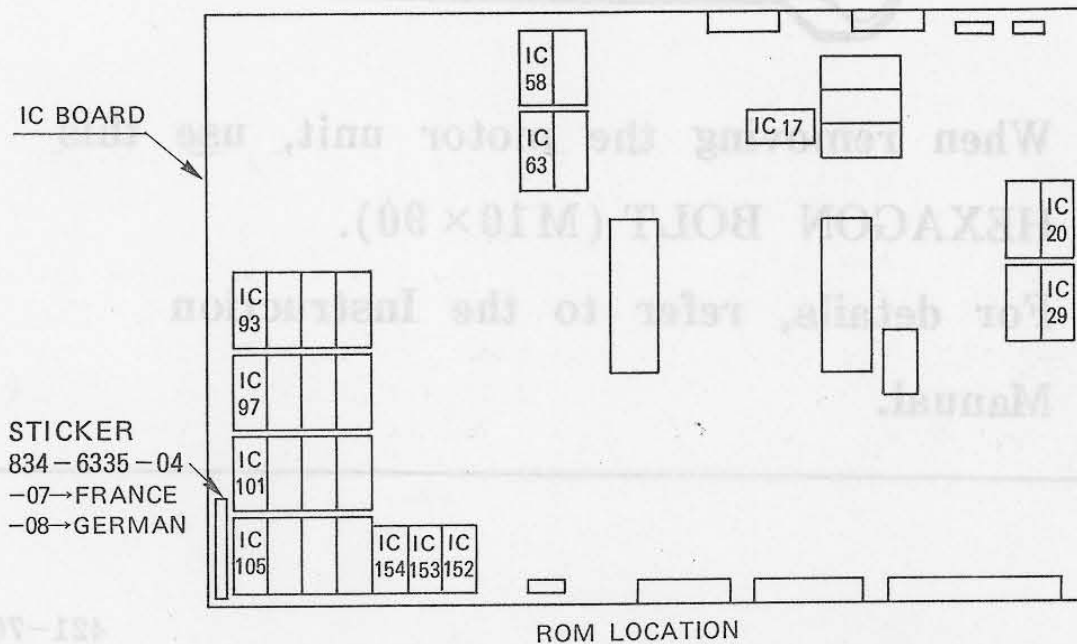 IC BOARD
IC
58
IC
63
IC 17
When removing the motor unit, use this
HEXAGON BOLT (M10×90).
For details, refer to the Instruction
Manual.
IC
20
IC
29
IC
93
IC
97
IC
101
IC
105
IC
154
IC
153
IC
152
STICKER
834-6335-04
-07→FRANCE
-08→GERMAN
ROM LOCATION